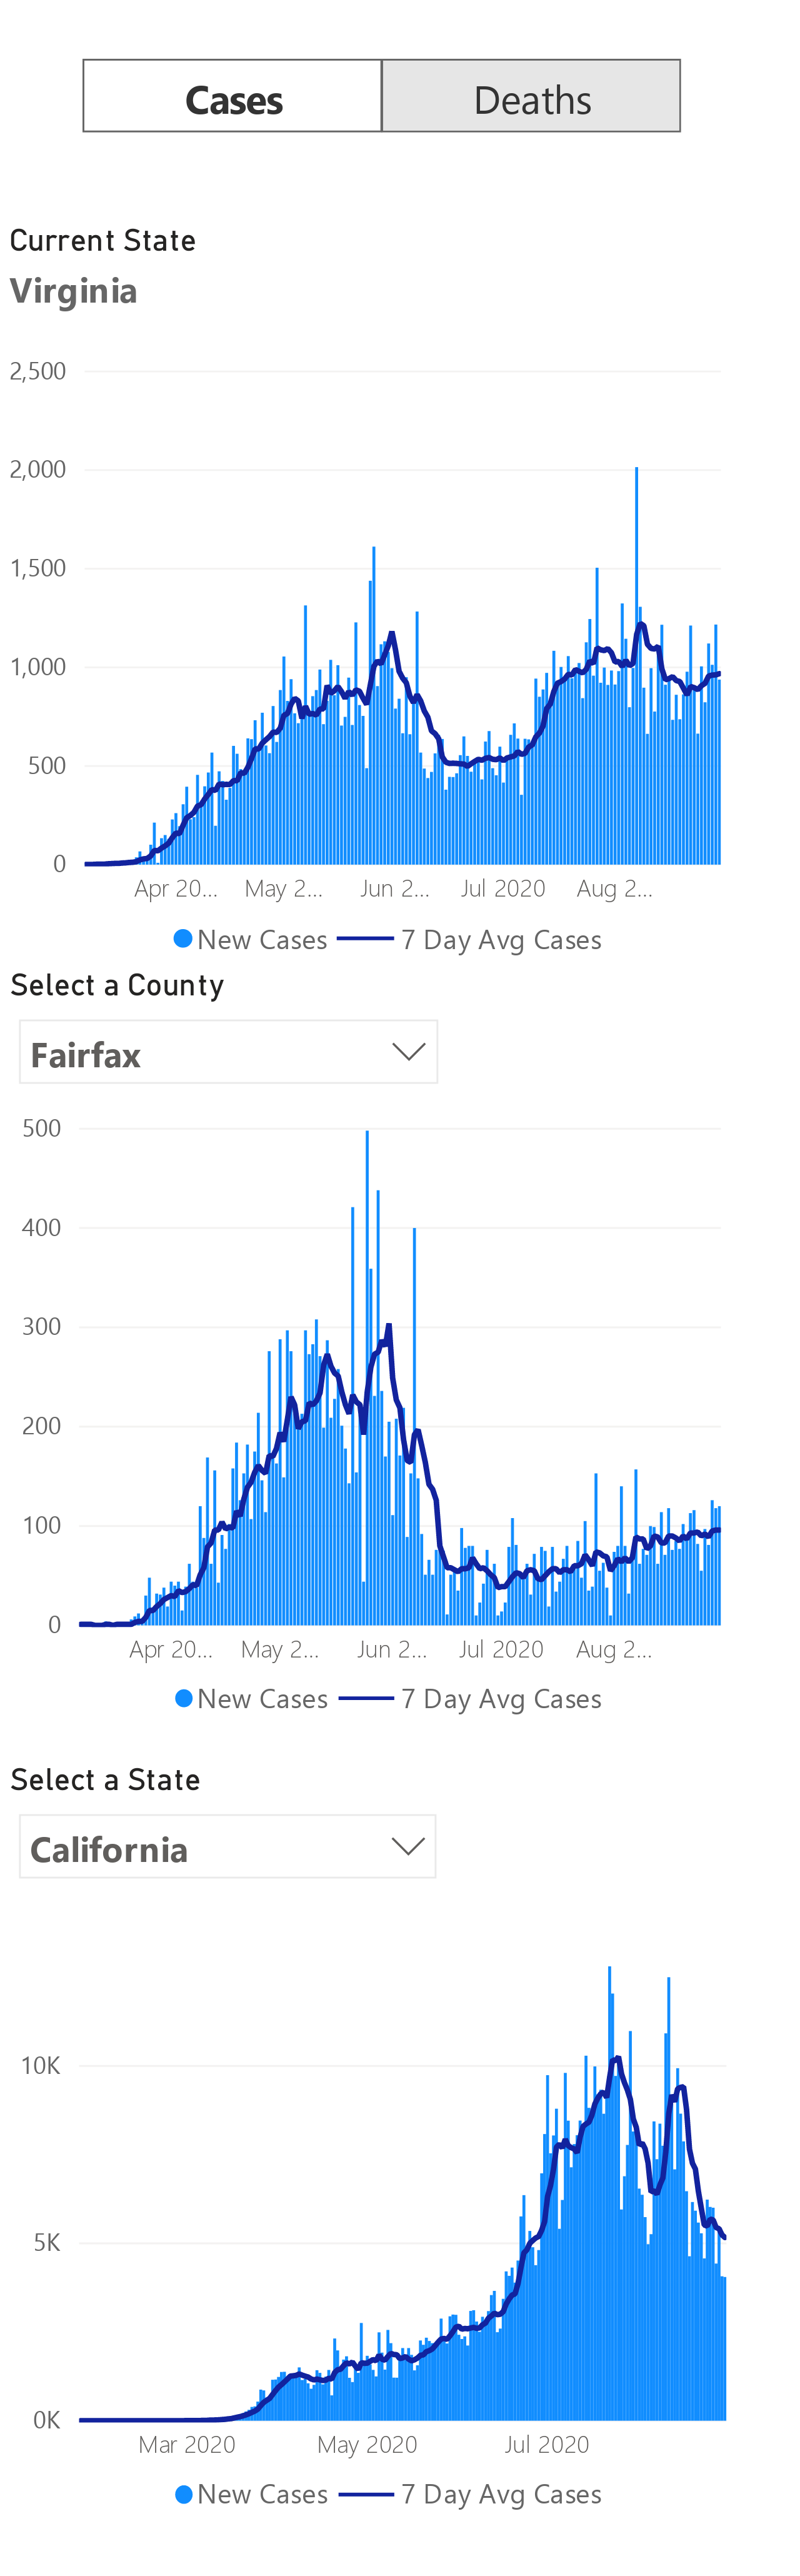 Cases Deaths
Current State
Virginia
2,500
2,000
1,500
1,000
500
0
Apr 20... May 2... Jun 2... Jul 2020 Aug 2...
New Cases 7 Day Avg Cases
Select a County
Fairfax
500
400
300
200
100
0
Apr 20... May 2... Jun 2... Jul 2020 Aug 2...
New Cases 7 Day Avg Cases
Select a State
California
10K
5K
0K
Mar 2020 May 2020 Jul 2020
New Cases 7 Day Avg Cases